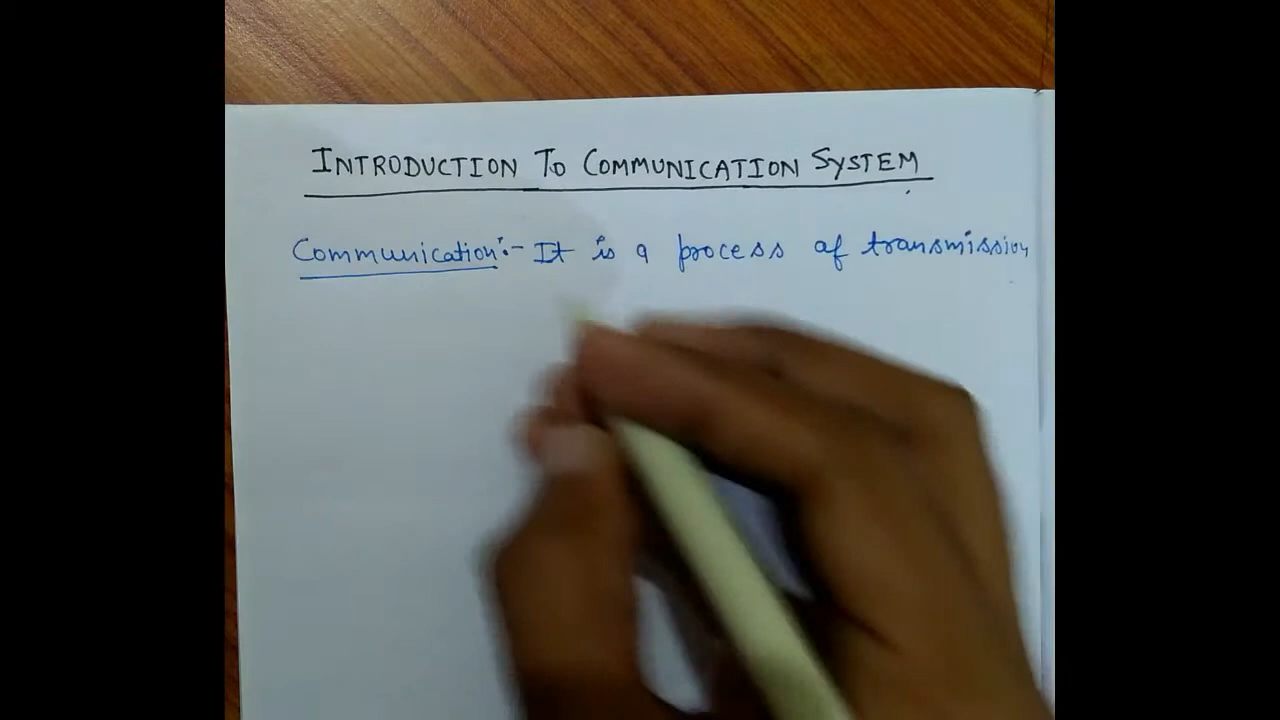 INTRODUCTION TO COMMUNICATION SYSTEM
Communication :- It is a process of transmission